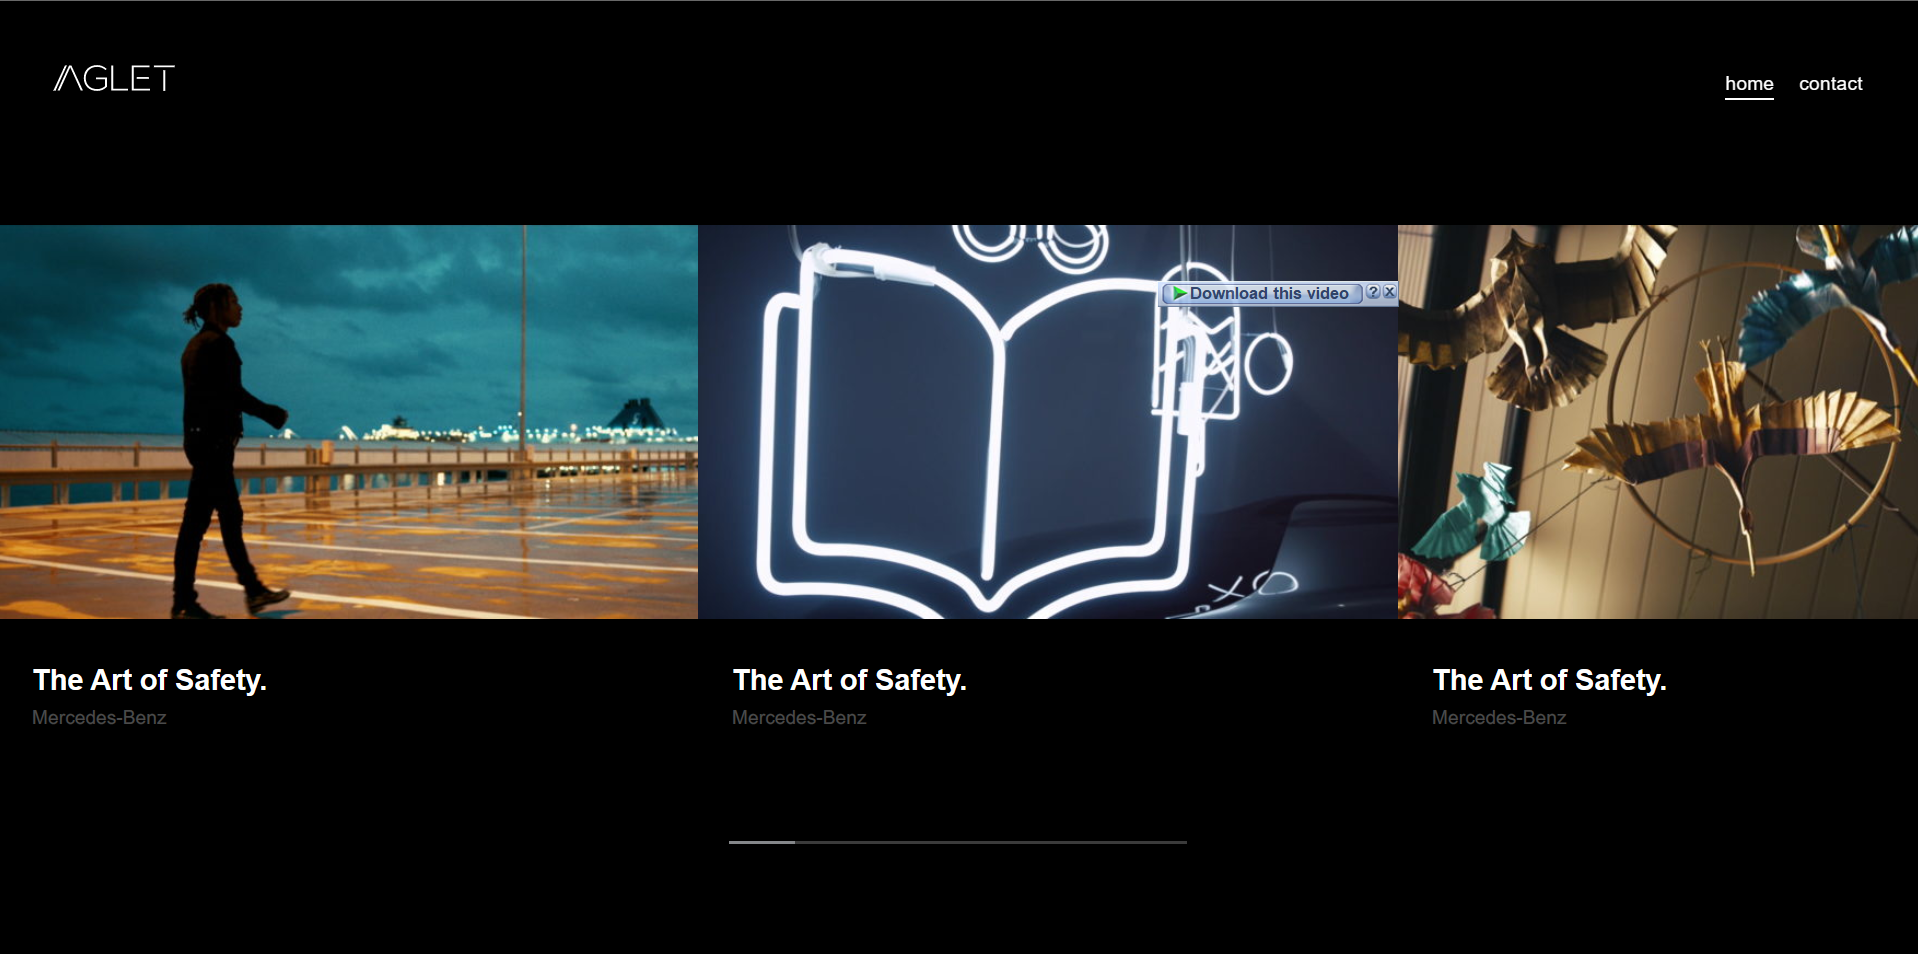 AGLET
home contact
Download this video ? X
The Art of Safety.
Mercedes-Benz
The Art of Safety.
Mercedes-Benz
The Art of Safety.
Mercedes-Benz